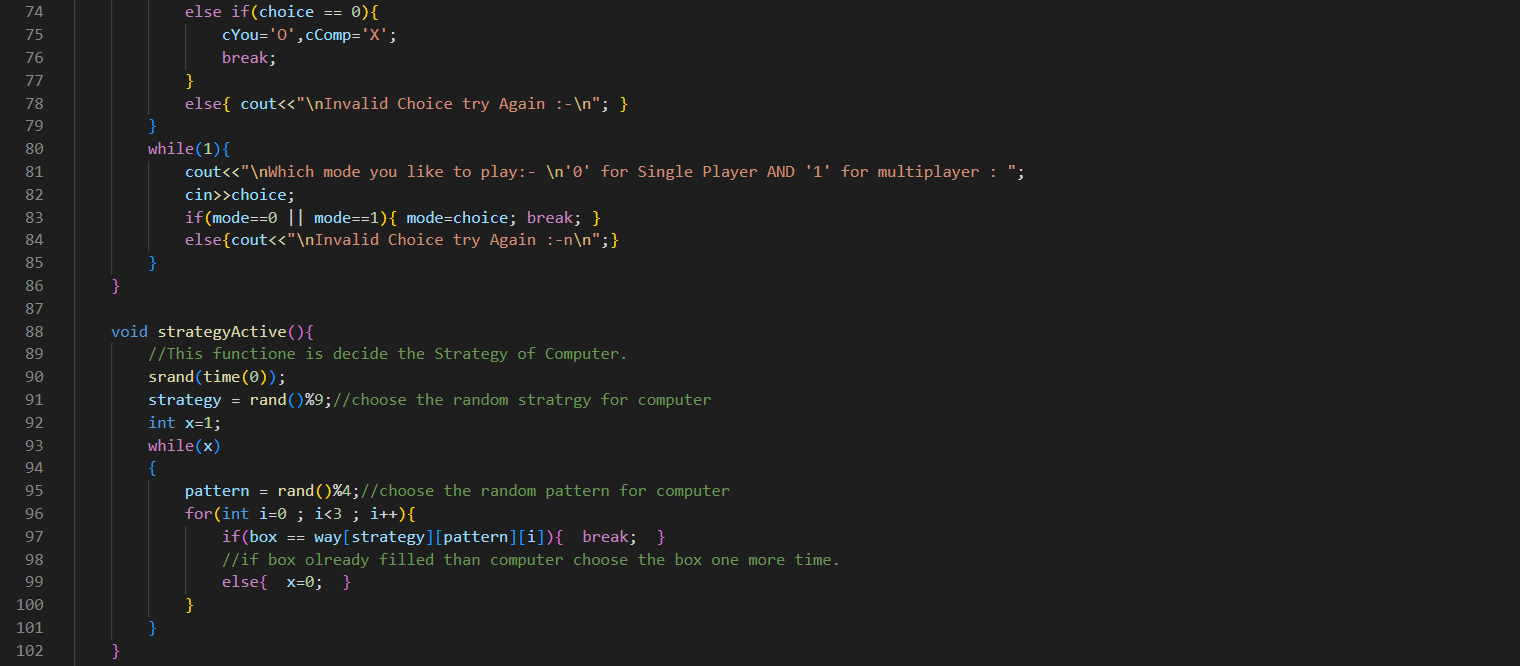 74 else if(choice == 0){
75 cYou='O',cComp='X';
76 break;
77 }
78 else{ cout<<"\nInvalid Choice try Again :-\n"; }
79 }
80 while(1){
81 cout<<"\nWhich mode you like to play:- \n'0' for Single Player AND '1' for multiplayer : ";
82 cin>>choice;
83 if(mode==0 || mode==1){ mode=choice; break; }
84 else{cout<<"\nInvalid Choice try Again :-n\n";}
85 }
86 }
87
88 void strategyActive(){
89 //This functione is decide the Strategy of Computer.
90 srand(time(0));
91 strategy = rand()%9;//choose the random stratrgy for computer
92 int x=1;
93 while(x)
94 {
95 pattern = rand()%4;//choose the random pattern for computer
96 for(int i=0 ; i<3 ; i++){
97 if(box == way[strategy][pattern][i]){  break;  }
98 //if box olready filled than computer choose the box one more time.
99 else{  x=0;  }
100 }
101 }
102 }